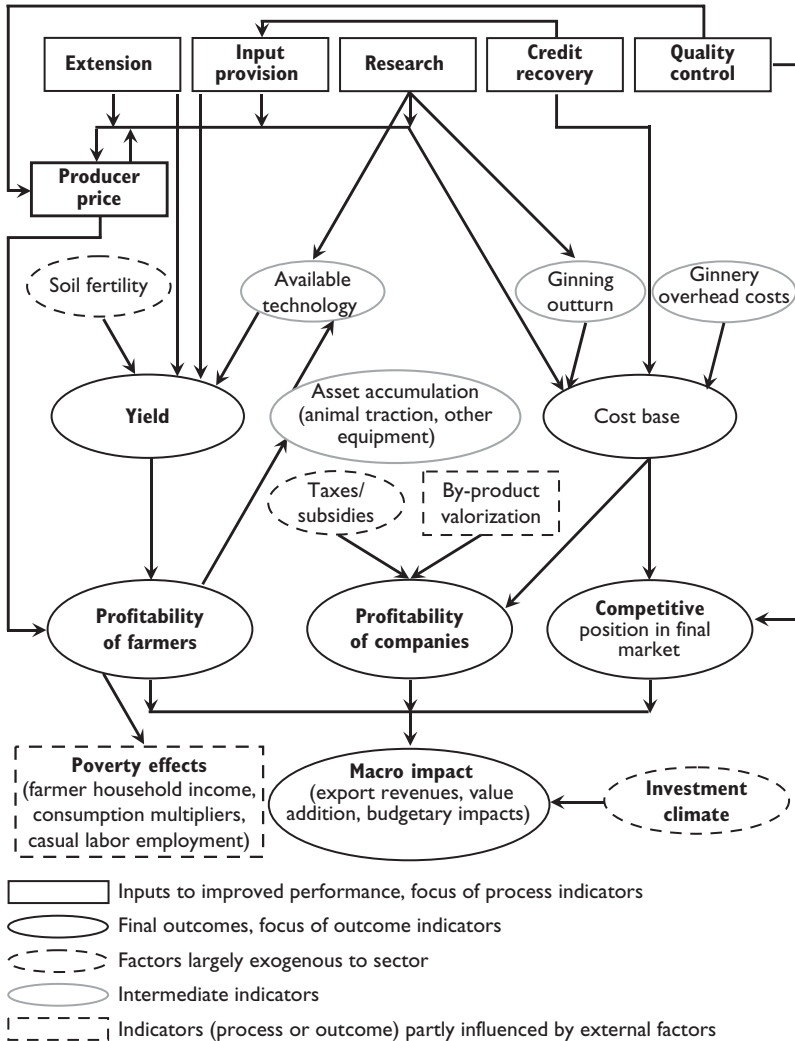 Extension
Input
provision
Research
Credit
recovery
Quality
control
Producer
price
Soil fertility
Available
technology
Ginning
outturn
Ginnery
overhead costs
Yield
Asset accumulation
(animal traction, other
equipment)
Cost base
Taxes/
subsidies
By-product
valorization
Profitability
of farmers
Profitability
of companies
Competitive
position in final
market
Poverty effects
(farmer household income,
consumption multipliers,
casual labor employment)
Macro impact
(export revenues, value
addition, budgetary impacts)
Investment
climate
Inputs to improved performance, focus of process indicators
Final outcomes, focus of outcome indicators
Factors largely exogenous to sector
Intermediate indicators
Indicators (process or outcome) partly influenced by external factors